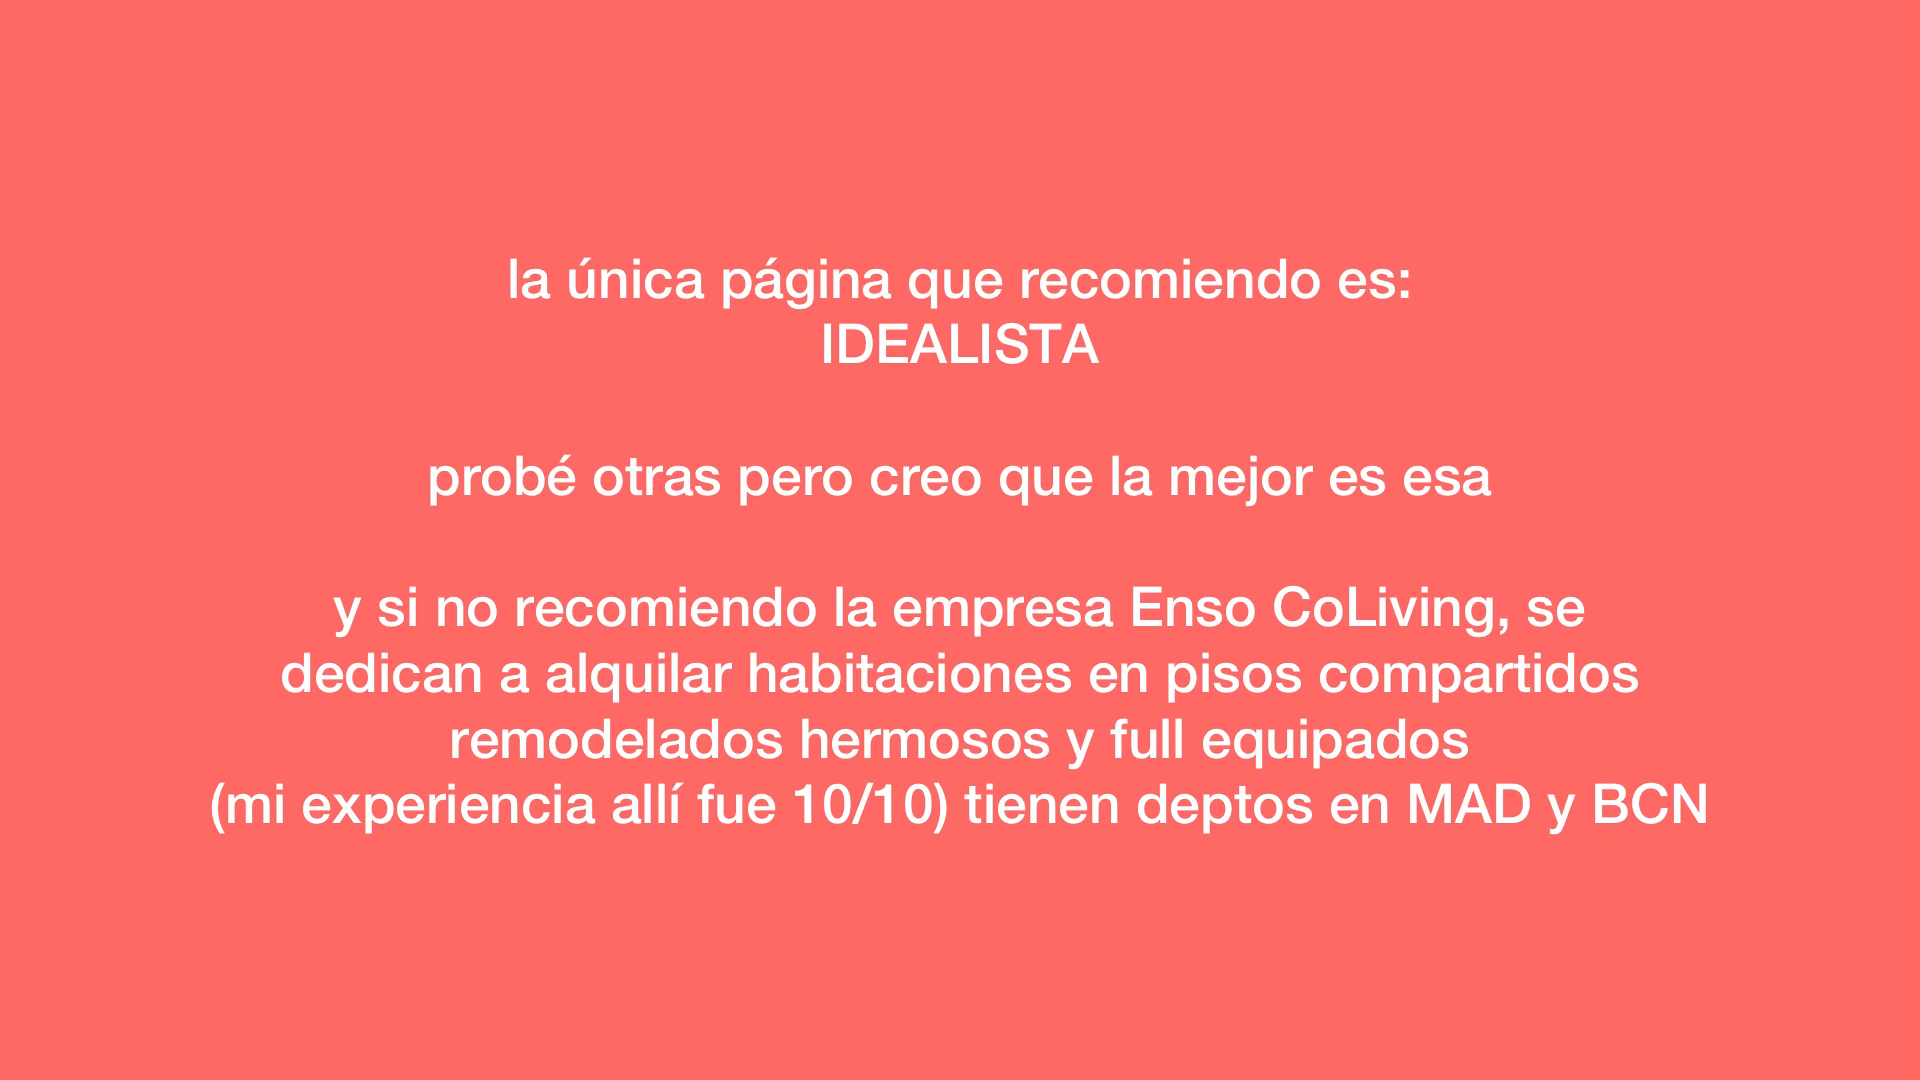 la única página que recomiendo es:
IDEALISTA
probé otras pero creo que la mejor es esa
y si no recomiendo la empresa Enso CoLiving, se
dedican a alquilar habitaciones en pisos compartidos
remodelados hermosos y full equipados
(mi experiencia allí fue 10/10) tienen deptos en MAD y BCN